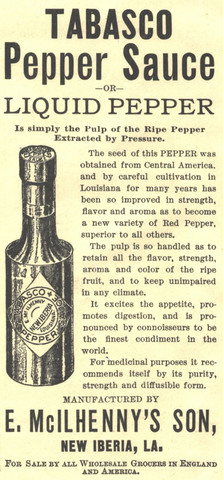 TABASCO
Pepper Sauce
—OR—
LIQUID PEPPER
Is simply the Pulp of the Ripe Pepper
Extracted by Pressure.
The seed of this PEPPER was
obtained from Central America,
and by careful cultivation in
Louisiana for many years has
been so improved in strength,
flavor and aroma as to become
a new variety of Red Pepper,
superior to all others.
The pulp is so handled as to
retain all the flavor, strength,
aroma and color of the ripe
fruit, and to keep unimpaired
in any climate.
It excites the appetite, pro-
motes digestion, and is pro-
nounced by connoisseurs to be
the finest condiment in the
world.
For medicinal purposes it rec-
ommends itself by its purity,
strength and diffusible form.
PEPPER
MANUFACTURED BY
E. McILHENNY'S SON,
NEW IBERIA, LA.
FOR SALE BY ALL WHOLESALE GROCERS IN ENGLAND
AND AMERICA.